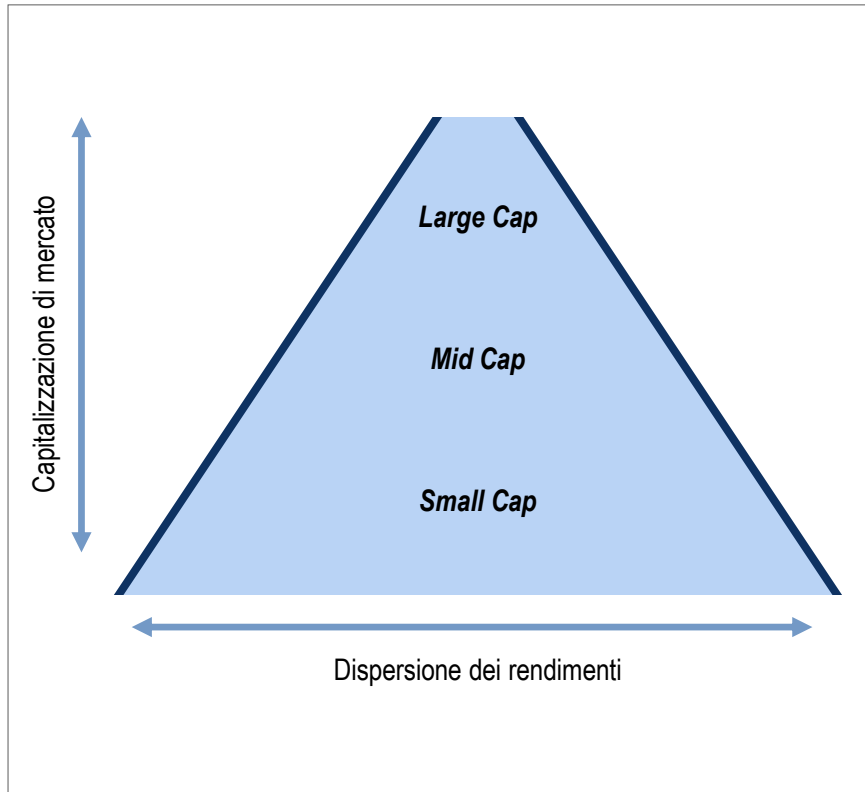 Capitalizzazione di mercato
Large Cap
Mid Cap
Small Cap
Dispersione dei rendimenti